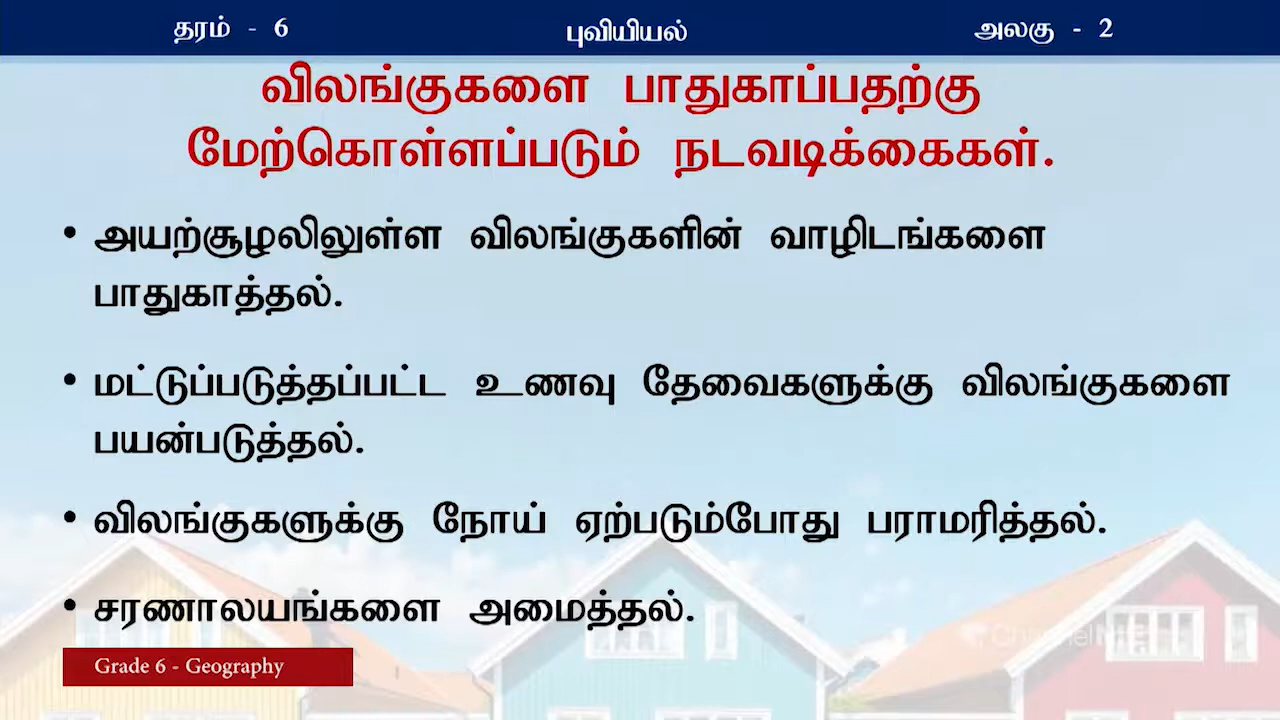 தரம் - 6
புவியியல்
அலகு - 2
விலங்குகளை பாதுகாப்பதற்கு
மேற்கொள்ளப்படும் நடவடிக்கைகள்.
• அயற்சூழலிலுள்ள விலங்குகளின் வாழிடங்களை
பாதுகாத்தல்.
• மட்டுப்படுத்தப்பட்ட உணவு தேவைகளுக்கு விலங்குகளை
பயன்படுத்தல்.
• விலங்குகளுக்கு நோய் ஏற்படும்போது பராமரித்தல்.
• சரணாலயங்களை அமைத்தல்.
Grade 6 - Geography
Channel